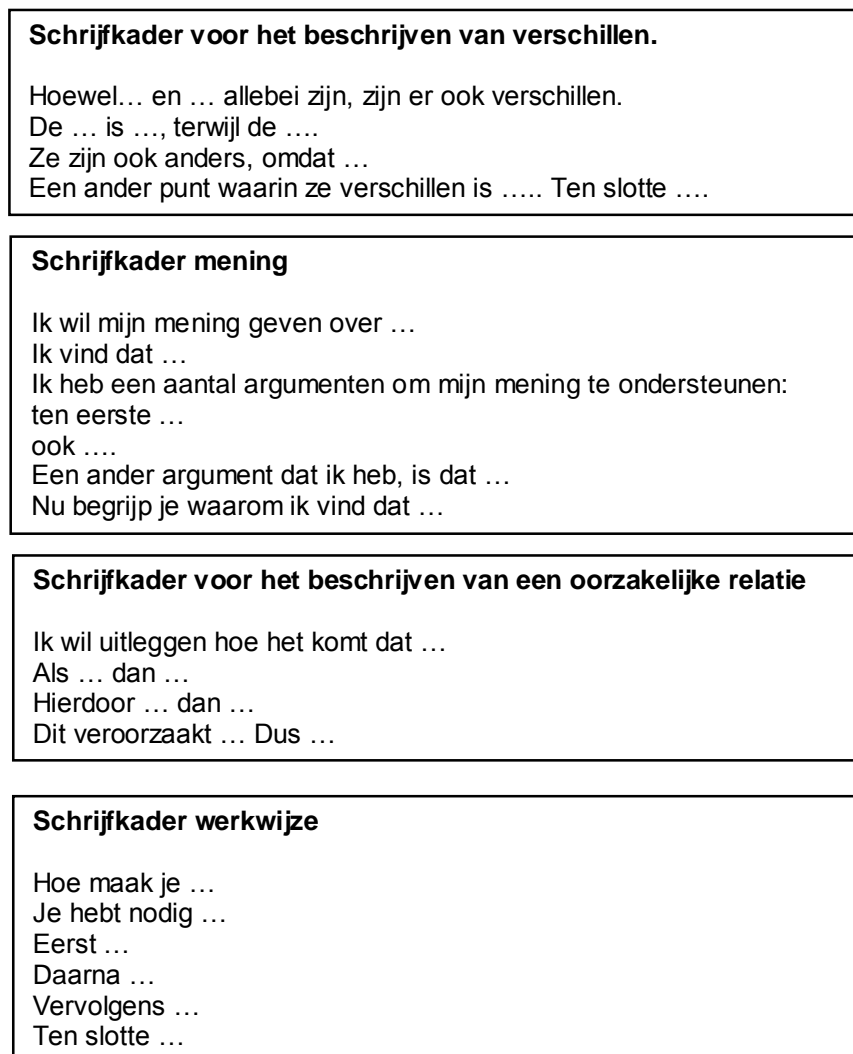 Schrijfkader voor het beschrijven van verschillen.
Hoewel… en … allebei zijn, zijn er ook verschillen.
De … is …, terwijl de ….
Ze zijn ook anders, omdat …
Een ander punt waarin ze verschillen is ….. Ten slotte ….
Schrijfkader mening
Ik wil mijn mening geven over …
Ik vind dat …
Ik heb een aantal argumenten om mijn mening te ondersteunen:
ten eerste …
ook ….
Een ander argument dat ik heb, is dat …
Nu begrijp je waarom ik vind dat …
Schrijfkader voor het beschrijven van een oorzakelijke relatie
Ik wil uitleggen hoe het komt dat …
Als … dan …
Hierdoor … dan …
Dit veroorzaakt … Dus …
Schrijfkader werkwijze
Hoe maak je …
Je hebt nodig …
Eerst …
Daarna …
Vervolgens …
Ten slotte …